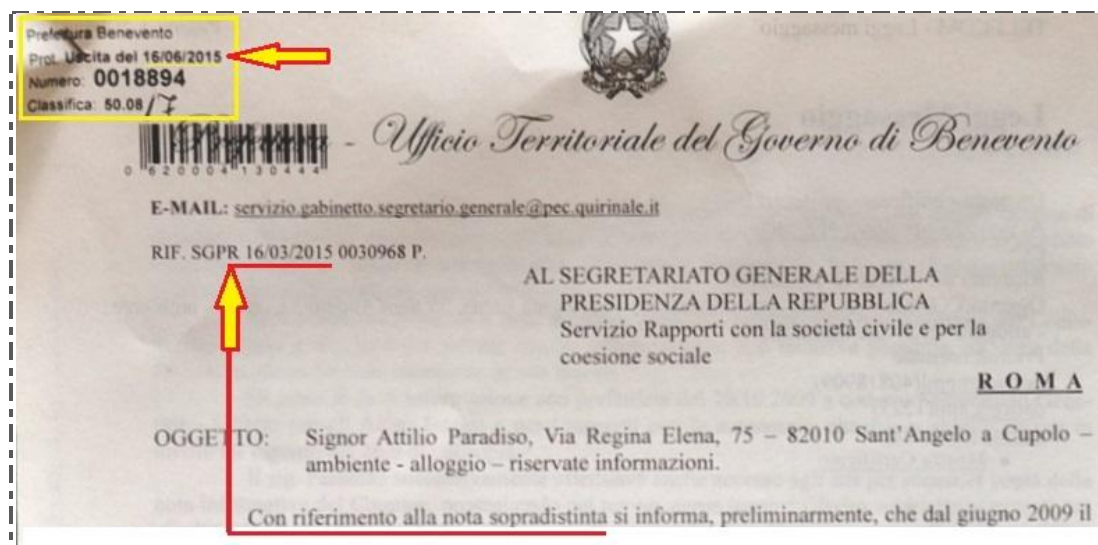 Prefettura Benevento
Prot. Uscita del 16/06/2015
Numero: 0018894
Classifica: 50.08/7
- Ufficio Territoriale del Governo di Benevento
0 620004 130444
E-MAIL: servizio.gabinetto.segretario.generale@pec.quirinale.it
RIF. SGPR 16/03/2015 0030968 P.
AL SEGRETARIATO GENERALE DELLA
PRESIDENZA DELLA REPUBBLICA
Servizio Rapporti con la società civile e per la
coesione sociale
R O M A
OGGETTO: Signor Attilio Paradiso, Via Regina Elena, 75 – 82010 Sant'Angelo a Cupolo –
ambiente - alloggio – riservate informazioni.
Con riferimento alla nota sopradistinta si informa, preliminarmente, che dal giugno 2009 il